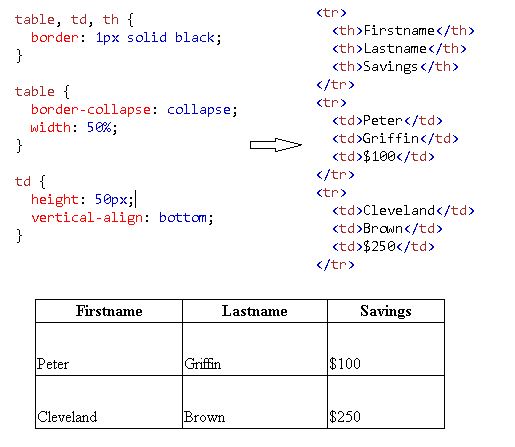 table, td, th {
border: 1px solid black;
}
table {
border-collapse: collapse;
width: 50%;
}
td {
height: 50px;
vertical-align: bottom;
}
<tr>
<th>Firstname</th>
<th>Lastname</th>
<th>Savings</th>
</tr>
<tr>
<td>Peter</td>
<td>Griffin</td>
<td>$100</td>
</tr>
<tr>
<td>Cleveland</td>
<td>Brown</td>
<td>$250</td>
</tr>
Firstname Lastname Savings
Peter Griffin $100
Cleveland Brown $250